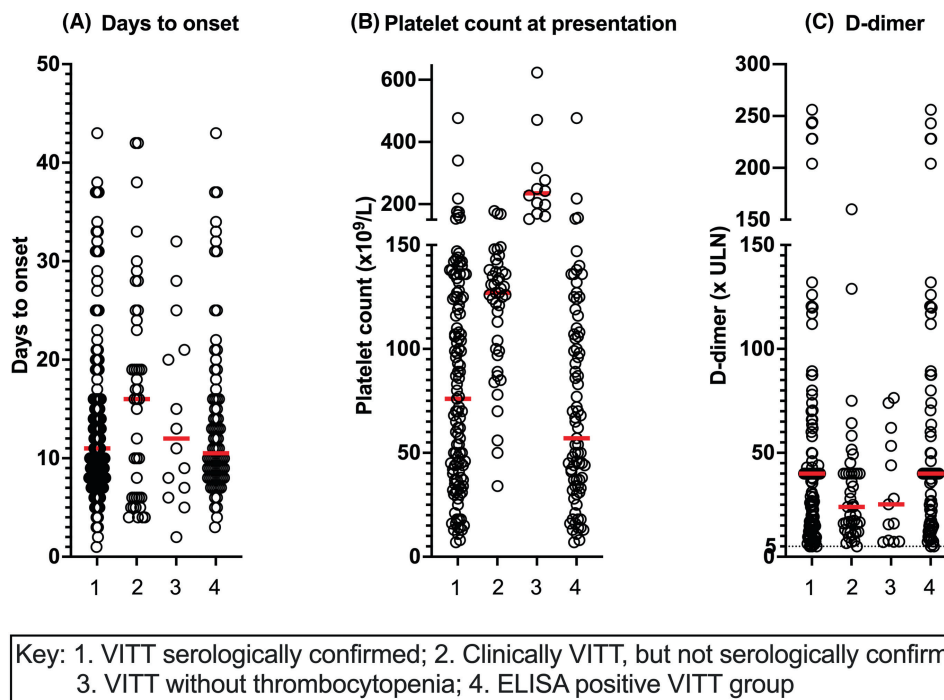 (A) Days to onset
(B) Platelet count at presentation
(C) D-dimer
Days to onset
50
40
30
20
10
0
1 2 3 4
Platelet count (x10⁹/L)
600
400
200
150
100
50
0
1 2 3 4
D-dimer (x ULN)
300
250
200
150
150
100
50
5
0
1 2 3 4
Key: 1. VITT serologically confirmed; 2. Clinically VITT, but not serologically confirm
3. VITT without thrombocytopenia; 4. ELISA positive VITT group